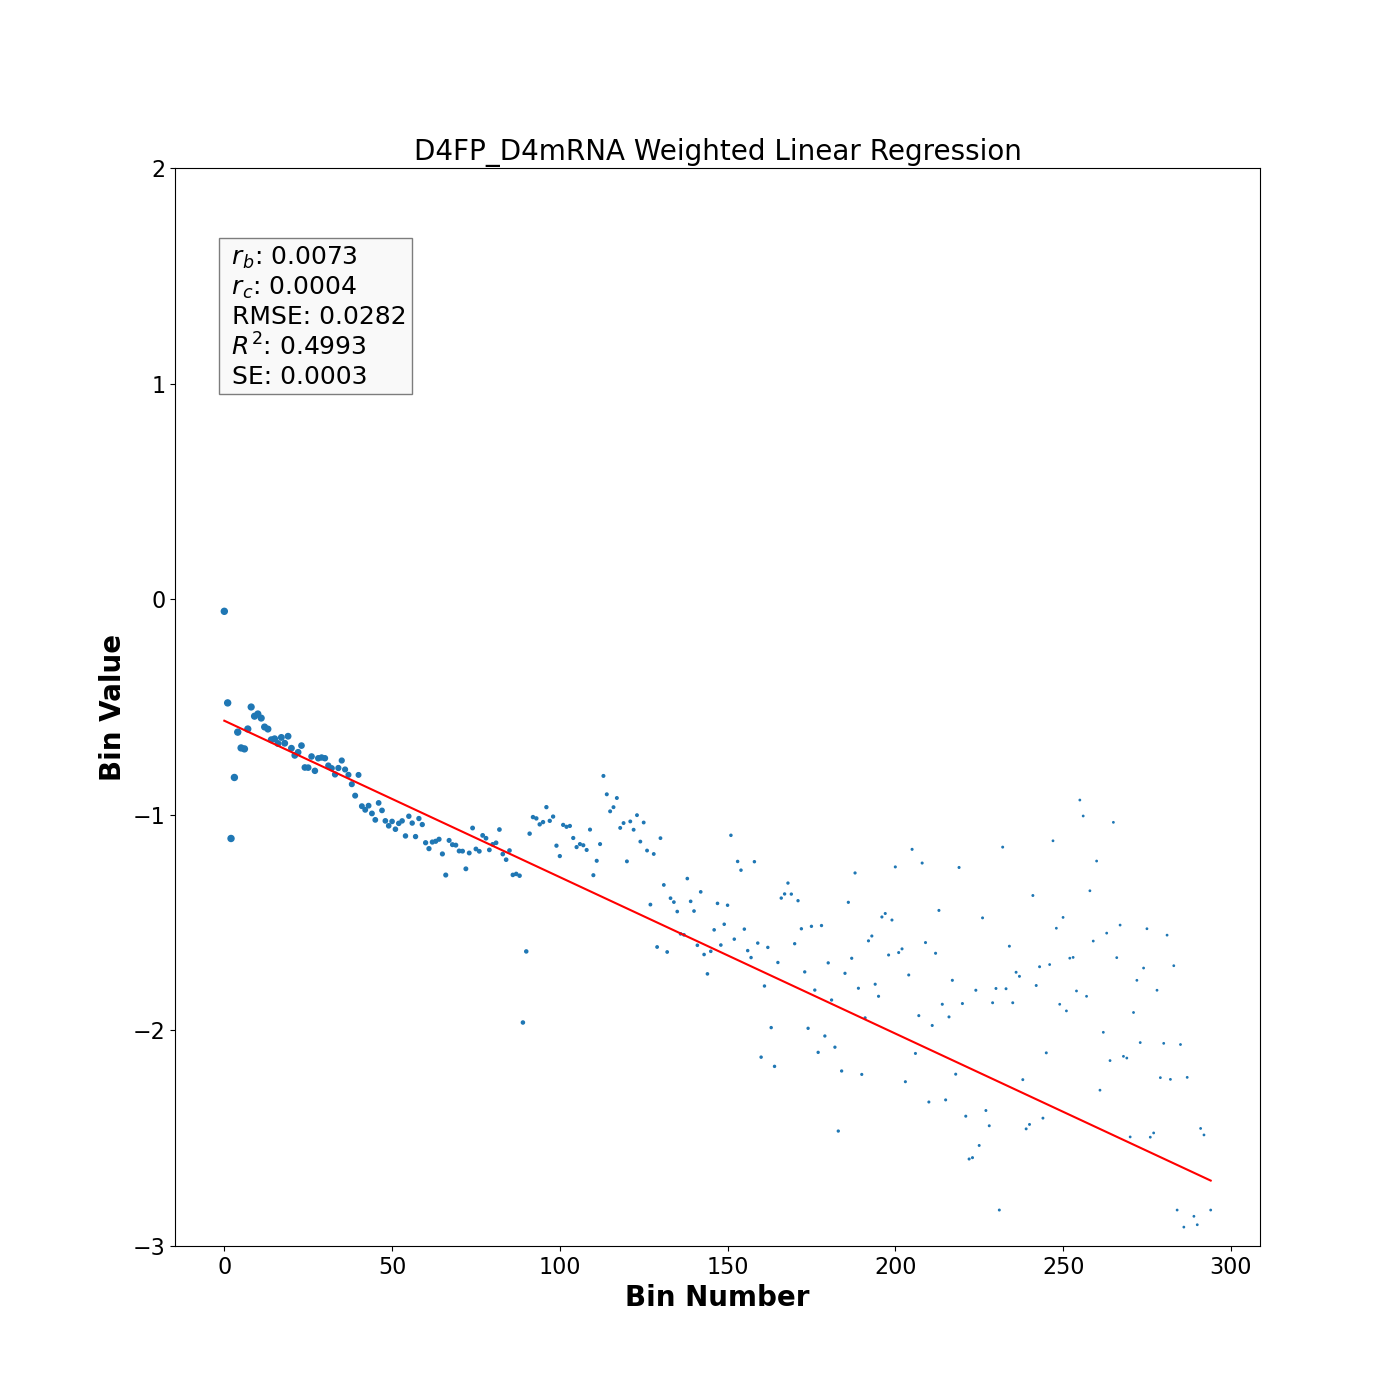 D4FP_D4mRNA Weighted Linear Regression
2
1
0
−1
−2
−3
r_b: 0.0073
r_c: 0.0004
RMSE: 0.0282
R²: 0.4993
SE: 0.0003
Bin Value
0 50 100 150 200 250 300
Bin Number